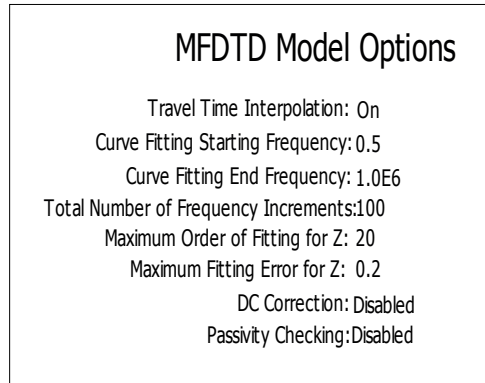 MFDTD Model Options
Travel Time Interpolation: On
Curve Fitting Starting Frequency: 0.5
Curve Fitting End Frequency: 1.0E6
Total Number of Frequency Increments:100
Maximum Order of Fitting for Z: 20
Maximum Fitting Error for Z: 0.2
DC Correction: Disabled
Passivity Checking:Disabled